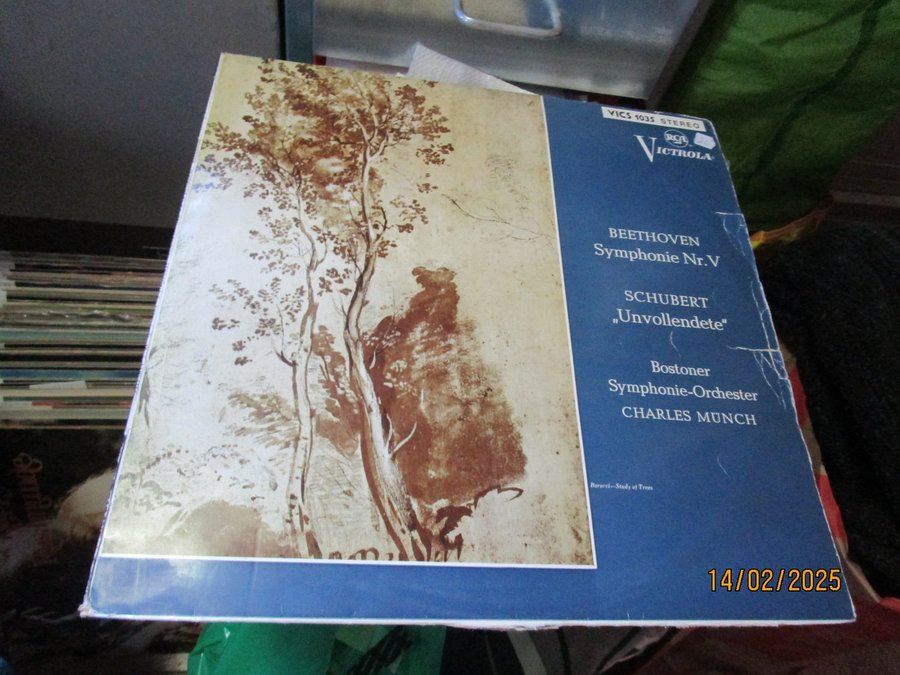 VICS 1035 STEREO
RCA
VICTROLA
BEETHOVEN
Symphonie Nr. V
SCHUBERT
„Unvollendete"
Bostoner
Symphonie-Orchester
CHARLES MUNCH
Barocci—Study of Trees
14/02/2025